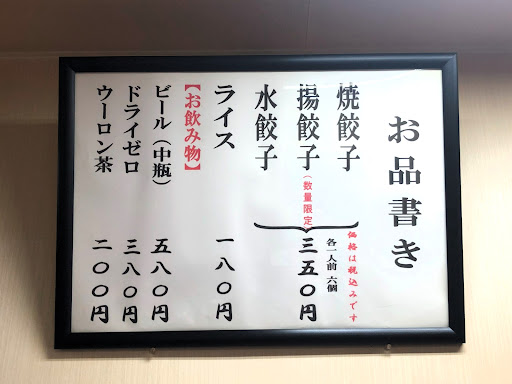 お品書き
価格は税込みです
焼餃子
揚餃子(数量限定)
水餃子
各一人前 六個
三五〇円
ライス 一八〇円
【お飲み物】
ビール(中瓶) 五八〇円
ドライゼロ 三八〇円
ウーロン茶 二〇〇円